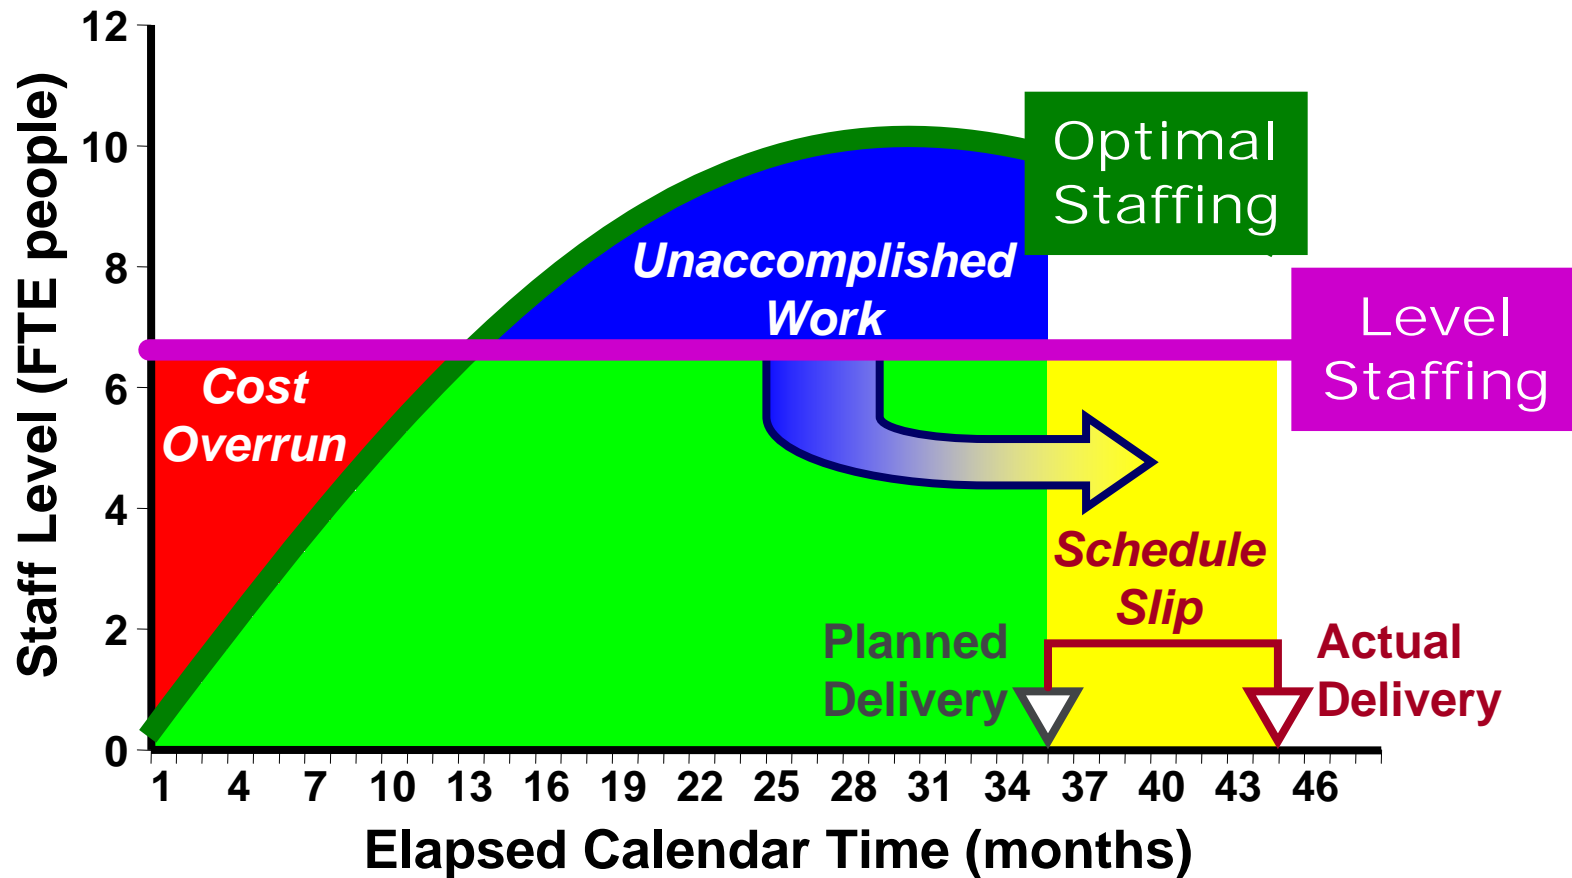 Staff Level (FTE people)
12
10
8
6
4
2
0
Optimal
Staffing
Unaccomplished
Work
Level
Staffing
Cost
Overrun
Schedule
Slip
Planned
Delivery
Actual
Delivery
1 4 7 10 13 16 19 22 25 28 31 34 37 40 43 46
Elapsed Calendar Time (months)